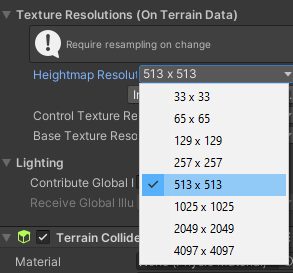 Texture Resolutions (On Terrain Data)
Require resampling on change
Heightmap Resolut 513 x 513
33 x 33
65 x 65
Control Texture Re
129 x 129
Base Texture Reso
257 x 257
Lighting
513 x 513
Contribute Global I
1025 x 1025
Receive Global Illu
2049 x 2049
Terrain Collide
4097 x 4097
Material